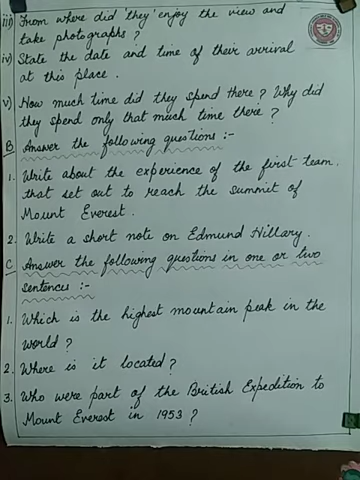 iii) From where did 'they' enjoy the view and
take photographs?
iv) State the date and time of their arrival
at this place.
v) How much time did they spend there? Why did
they spend only that much time there?
B Answer the following questions :-
1. Write about the experience of the first team
that set out to reach the summit of
Mount Everest.
2. Write a short note on Edmund Hillary.
C Answer the following questions in one or two
sentences :-
1. Which is the highest mountain peak in the
world?
2. Where is it located?
3. Who were part of the British Expedition to
Mount Everest in 1953?